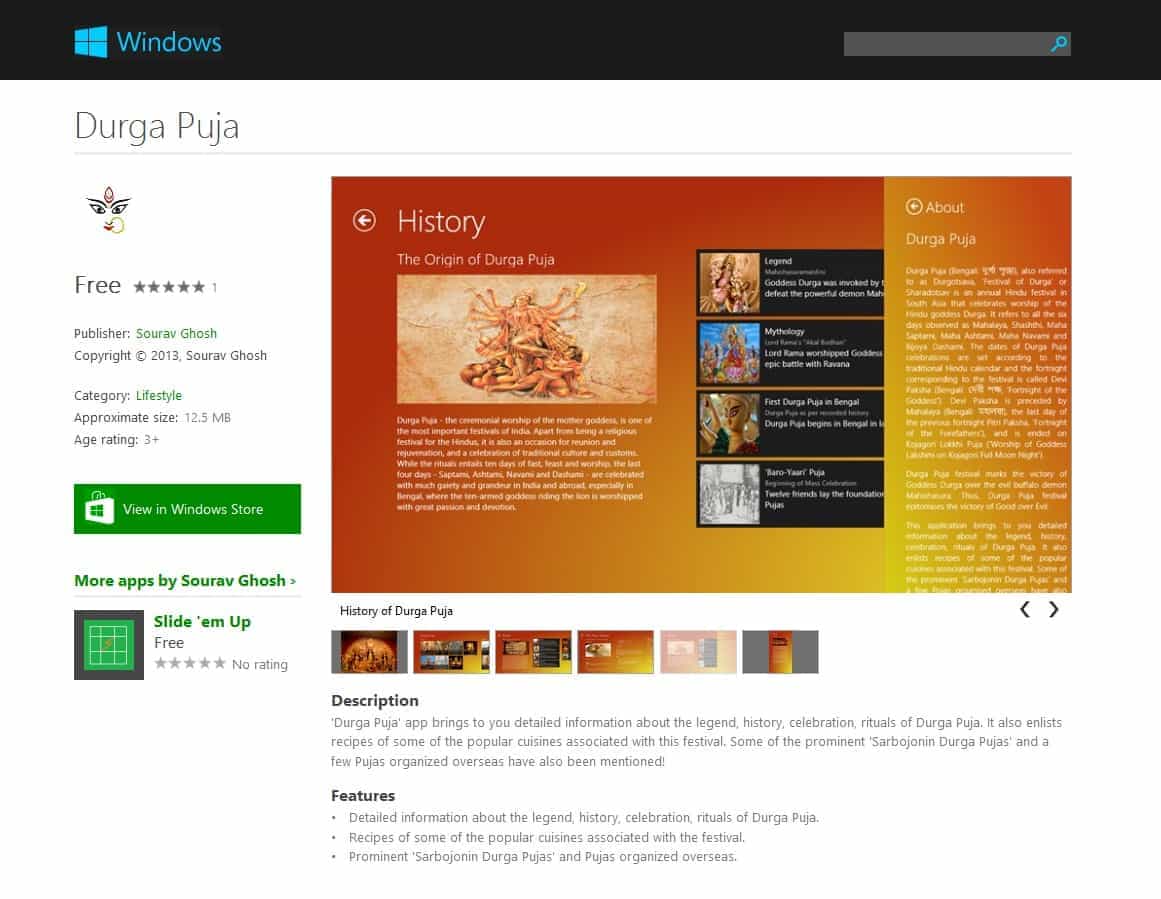 Windows
Durga Puja
Free
1
Publisher: Sourav Ghosh
Copyright © 2013, Sourav Ghosh
Category: Lifestyle
Approximate size: 12.5 MB
Age rating: 3+
View in Windows Store
More apps by Sourav Ghosh ›
Slide 'em Up
Free
No rating
History
The Origin of Durga Puja
Durga Puja - the ceremonial worship of the mother goddess, is one of
the most important festivals of India. Apart from being a religious
festival for the Hindus, it is also an occasion for reunion and
rejuvenation, and a celebration of traditional culture and customs.
While the rituals entails ten days of fast, feast and worship, the last
four days - Saptami, Ashtami, Navami and Dashami - are celebrated
with much gaiety and grandeur in India and abroad, especially in
Bengal, where the ten-armed goddess riding the lion is worshipped
with great passion and devotion.
Legend
Mahishasuramardini
Goddess Durga was invoked by t
defeat the powerful demon Mah
Mythology
Lord Rama's "Akal Bodhan"
Lord Rama worshipped Goddess
epic battle with Ravana
First Durga Puja in Bengal
Durga Puja as per recorded history
Durga Puja begins in Bengal in la
'Baro-Yaari' Puja
Beginning of Mass Celebration
Twelve friends lay the foundation
Pujas
About
Durga Puja
Durga Puja (Bengali: দুর্গা পূজা), also referred
to as Durgotsava, 'Festival of Durga' or
Sharadotsav is an annual Hindu festival in
South Asia that celebrates worship of the
Hindu goddess Durga. It refers to all the six
days observed as Mahalaya, Shashthi, Maha
Saptami, Maha Ashtami, Maha Navami and
Bijoya Dashami. The dates of Durga Puja
celebrations are set according to the
traditional Hindu calendar and the fortnight
corresponding to the festival is called Devi
Paksha (Bengali: দেবী পক্ষ, 'Fortnight of the
Goddess'). Devi Paksha is preceded by
Mahalaya (Bengali: মহালয়া), the last day of
the previous fortnight Pitri Paksha, 'Fortnight
of the Forefathers'), and is ended on
Kojagori Lokkhi Puja ('Worship of Goddess
Lakshmi on Kojagori Full Moon Night').
Durga Puja festival marks the victory of
Goddess Durga over the evil buffalo demon
Mahishasura. Thus, Durga Puja festival
epitomises the victory of Good over Evil.
This application brings to you detailed
information about the legend, history,
celebration, rituals of Durga Puja. It also
enlists recipes of some of the popular
cuisines associated with this festival. Some of
the prominent 'Sarbojonin Durga Pujas' and
a few Pujas organised overseas have also
History of Durga Puja
Description
'Durga Puja' app brings to you detailed information about the legend, history, celebration, rituals of Durga Puja. It also enlists
recipes of some of the popular cuisines associated with this festival. Some of the prominent 'Sarbojonin Durga Pujas' and a
few Pujas organized overseas have also been mentioned!
Features
• Detailed information about the legend, history, celebration, rituals of Durga Puja.
• Recipes of some of the popular cuisines associated with the festival.
• Prominent 'Sarbojonin Durga Pujas' and Pujas organized overseas.